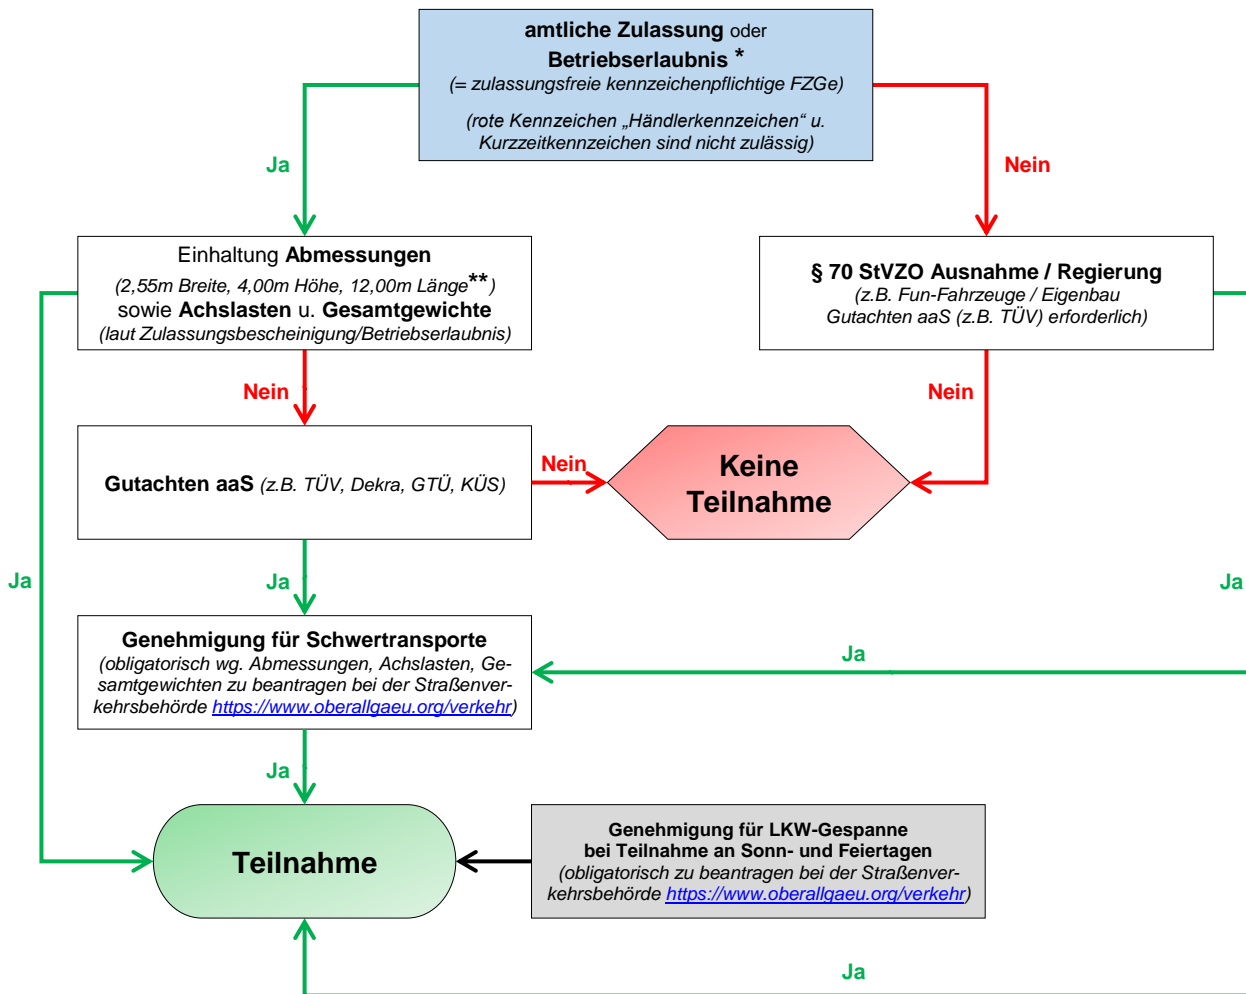 amtliche Zulassung oder
Betriebserlaubnis *
(= zulassungsfreie kennzeichenpflichtige FZGe)
(rote Kennzeichen „Händlerkennzeichen“ u.
Kurzzeitkennzeichen sind nicht zulässig)
Ja
Nein
Einhaltung Abmessungen
(2,55m Breite, 4,00m Höhe, 12,00m Länge**)
sowie Achslasten u. Gesamtgewichte
(laut Zulassungsbescheinigung/Betriebserlaubnis)
§ 70 StVZO Ausnahme / Regierung
(z.B. Fun-Fahrzeuge / Eigenbau
Gutachten aaS (z.B. TÜV) erforderlich)
Nein
Nein
Gutachten aaS (z.B. TÜV, Dekra, GTÜ, KÜS)
Nein
Keine
Teilnahme
Ja
Ja
Ja
Genehmigung für Schwertransporte
(obligatorisch wg. Abmessungen, Achslasten, Ge-
samtgewichten zu beantragen bei der Straßenver-
kehrsbehörde https://www.oberallgaeu.org/verkehr)
Ja
Ja
Teilnahme
Genehmigung für LKW-Gespanne
bei Teilnahme an Sonn- und Feiertagen
(obligatorisch zu beantragen bei der Straßenver-
kehrsbehörde https://www.oberallgaeu.org/verkehr)
Ja